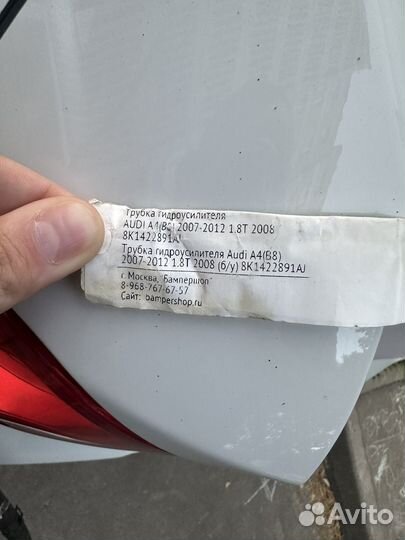 Трубка гидроусилителя
AUDI A4(B8) 2007-2012 1.8T 2008
8K1422891AJ
Трубка гидроусилителя Audi A4(B8)
2007-2012 1.8T 2008 (б/у) 8K1422891AJ
г. Москва, "Бампершоп"
8-968-767-67-57
Сайт: bampershop.ru
Avito